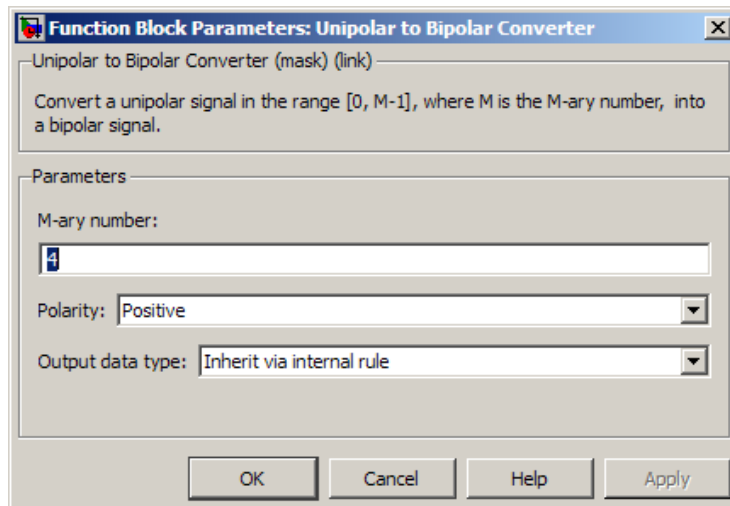 Function Block Parameters: Unipolar to Bipolar Converter
Unipolar to Bipolar Converter (mask) (link)
Convert a unipolar signal in the range [0, M-1], where M is the M-ary number, into
a bipolar signal.
Parameters
M-ary number:
4
Polarity: Positive
Output data type: Inherit via internal rule
OK Cancel Help Apply